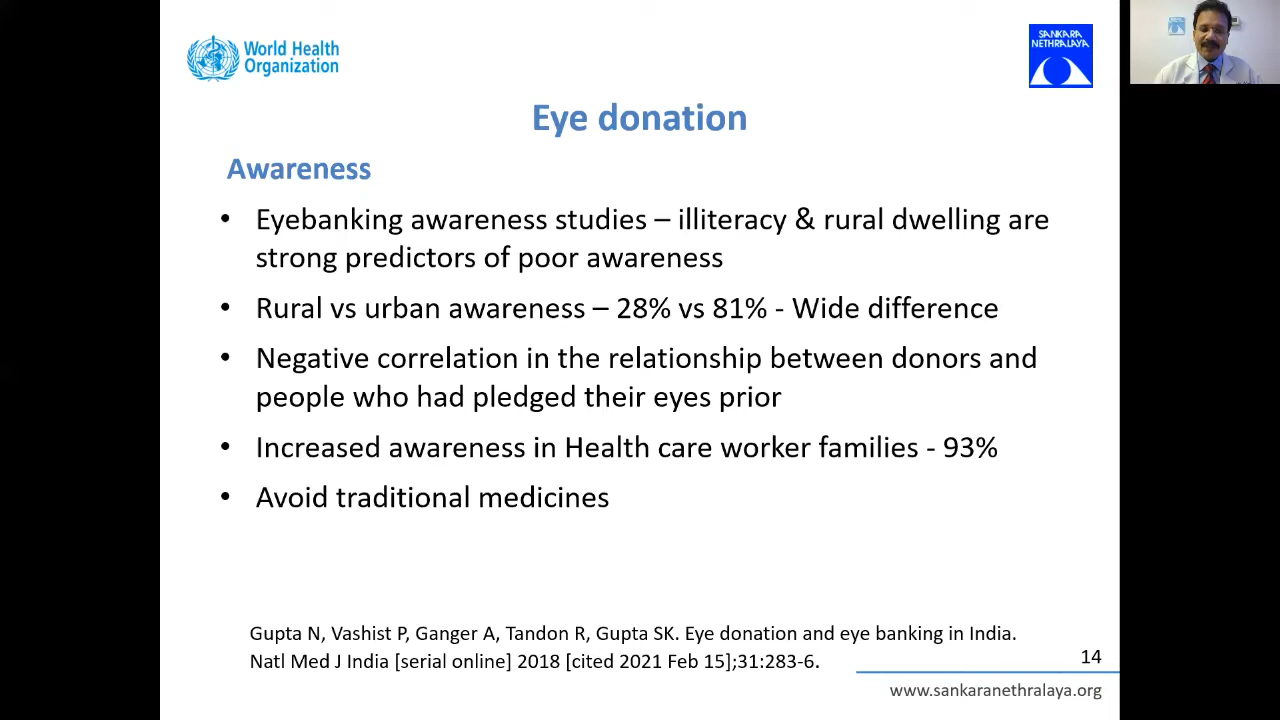 World Health
Organization
SANKARA
NETHRALAYA
Eye donation
Awareness
• Eyebanking awareness studies – illiteracy & rural dwelling are
strong predictors of poor awareness
• Rural vs urban awareness – 28% vs 81% - Wide difference
• Negative correlation in the relationship between donors and
people who had pledged their eyes prior
• Increased awareness in Health care worker families - 93%
• Avoid traditional medicines
Gupta N, Vashist P, Ganger A, Tandon R, Gupta SK. Eye donation and eye banking in India.
Natl Med J India [serial online] 2018 [cited 2021 Feb 15];31:283-6.
14
www.sankaranethralaya.org